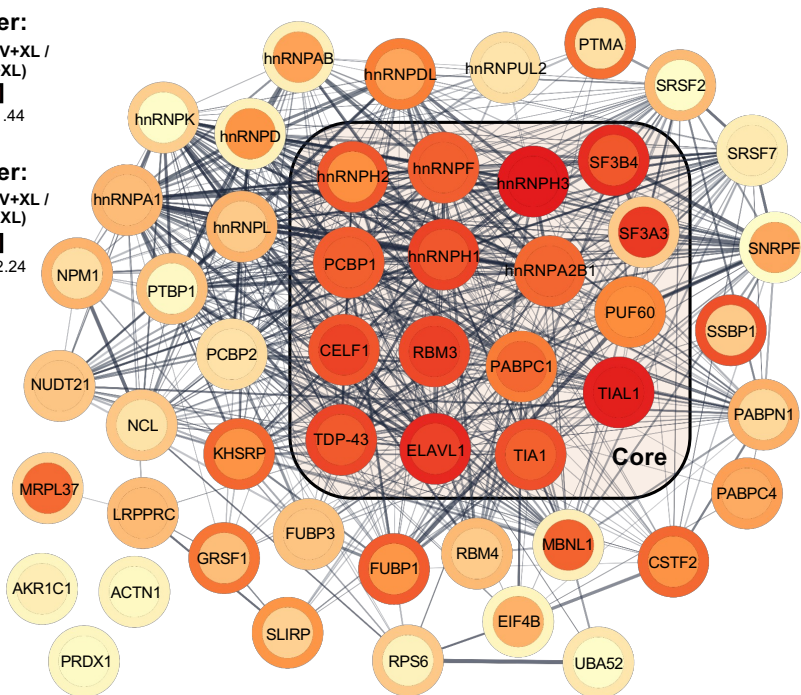 er:
V+XL /
XL)
.44
er:
V+XL /
XL)
2.24
PTMA
hnRNPAB
hnRNPDL
hnRNPUL2
SRSF2
hnRNPK
hnRNPD
SRSF7
hnRNPH2
hnRNPF
hnRNPH3
SF3B4
hnRNPA1
hnRNPL
SF3A3
SNRPF
NPM1
PTBP1
PCBP1
hnRNPH1
hnRNPA2B1
PUF60
SSBP1
PCBP2
CELF1
RBM3
PABPC1
NUDT21
TIAL1
NCL
PABPN1
KHSRP
TDP-43
ELAVL1
TIA1
Core
MRPL37
PABPC4
LRPPRC
FUBP3
GRSF1
FUBP1
RBM4
MBNL1
CSTF2
AKR1C1
ACTN1
SLIRP
EIF4B
PRDX1
RPS6
UBA52